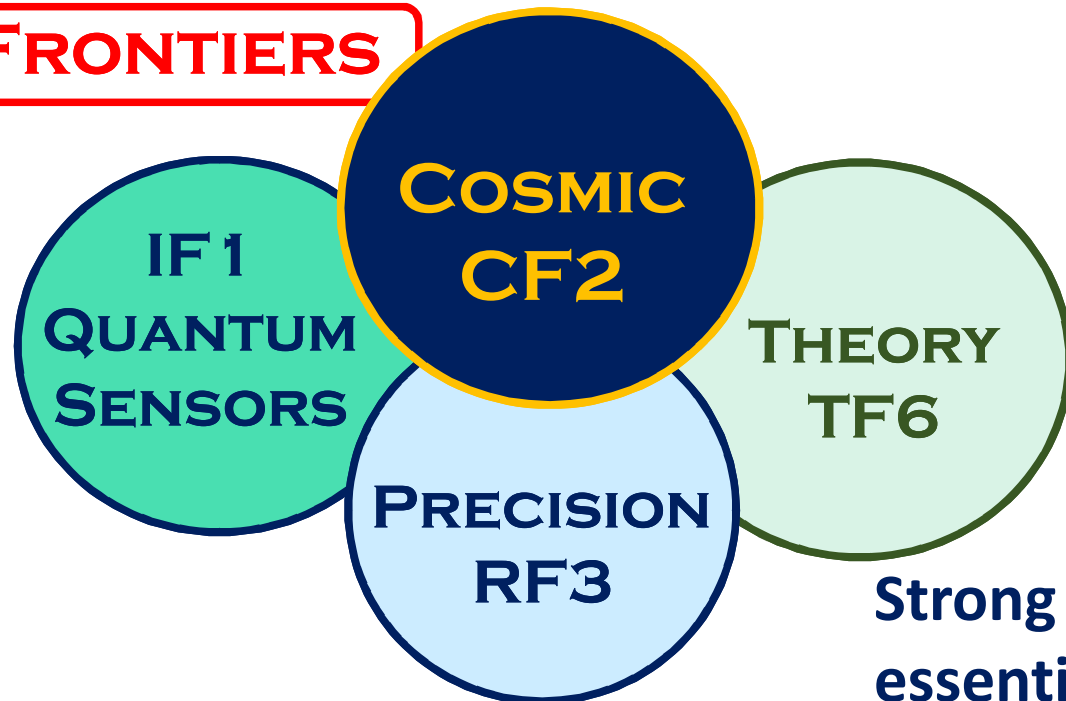 FRONTIERS
COSMIC
CF2
IF1
QUANTUM
SENSORS
THEORY
TF6
PRECISION
RF3
Strong